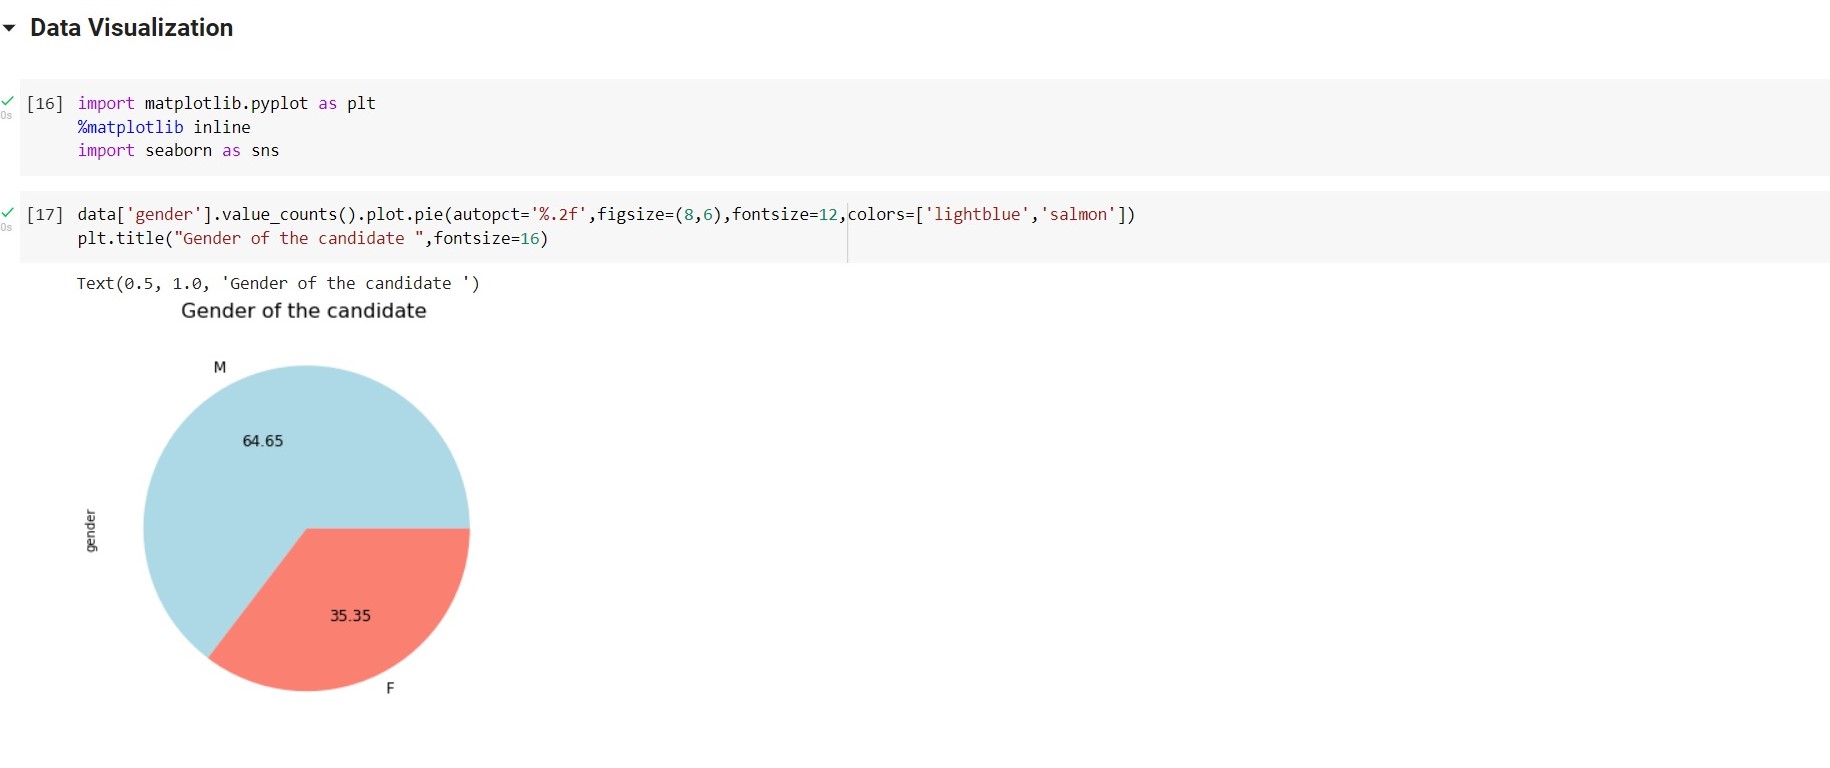 Data Visualization
[16] import matplotlib.pyplot as plt
%matplotlib inline
import seaborn as sns
0s
[17] data['gender'].value_counts().plot.pie(autopct='%.2f',figsize=(8,6),fontsize=12,colors=['lightblue','salmon'])
plt.title("Gender of the candidate ",fontsize=16)
0s
Text(0.5, 1.0, 'Gender of the candidate ')
Gender of the candidate
M
64.65
gender
35.35
F